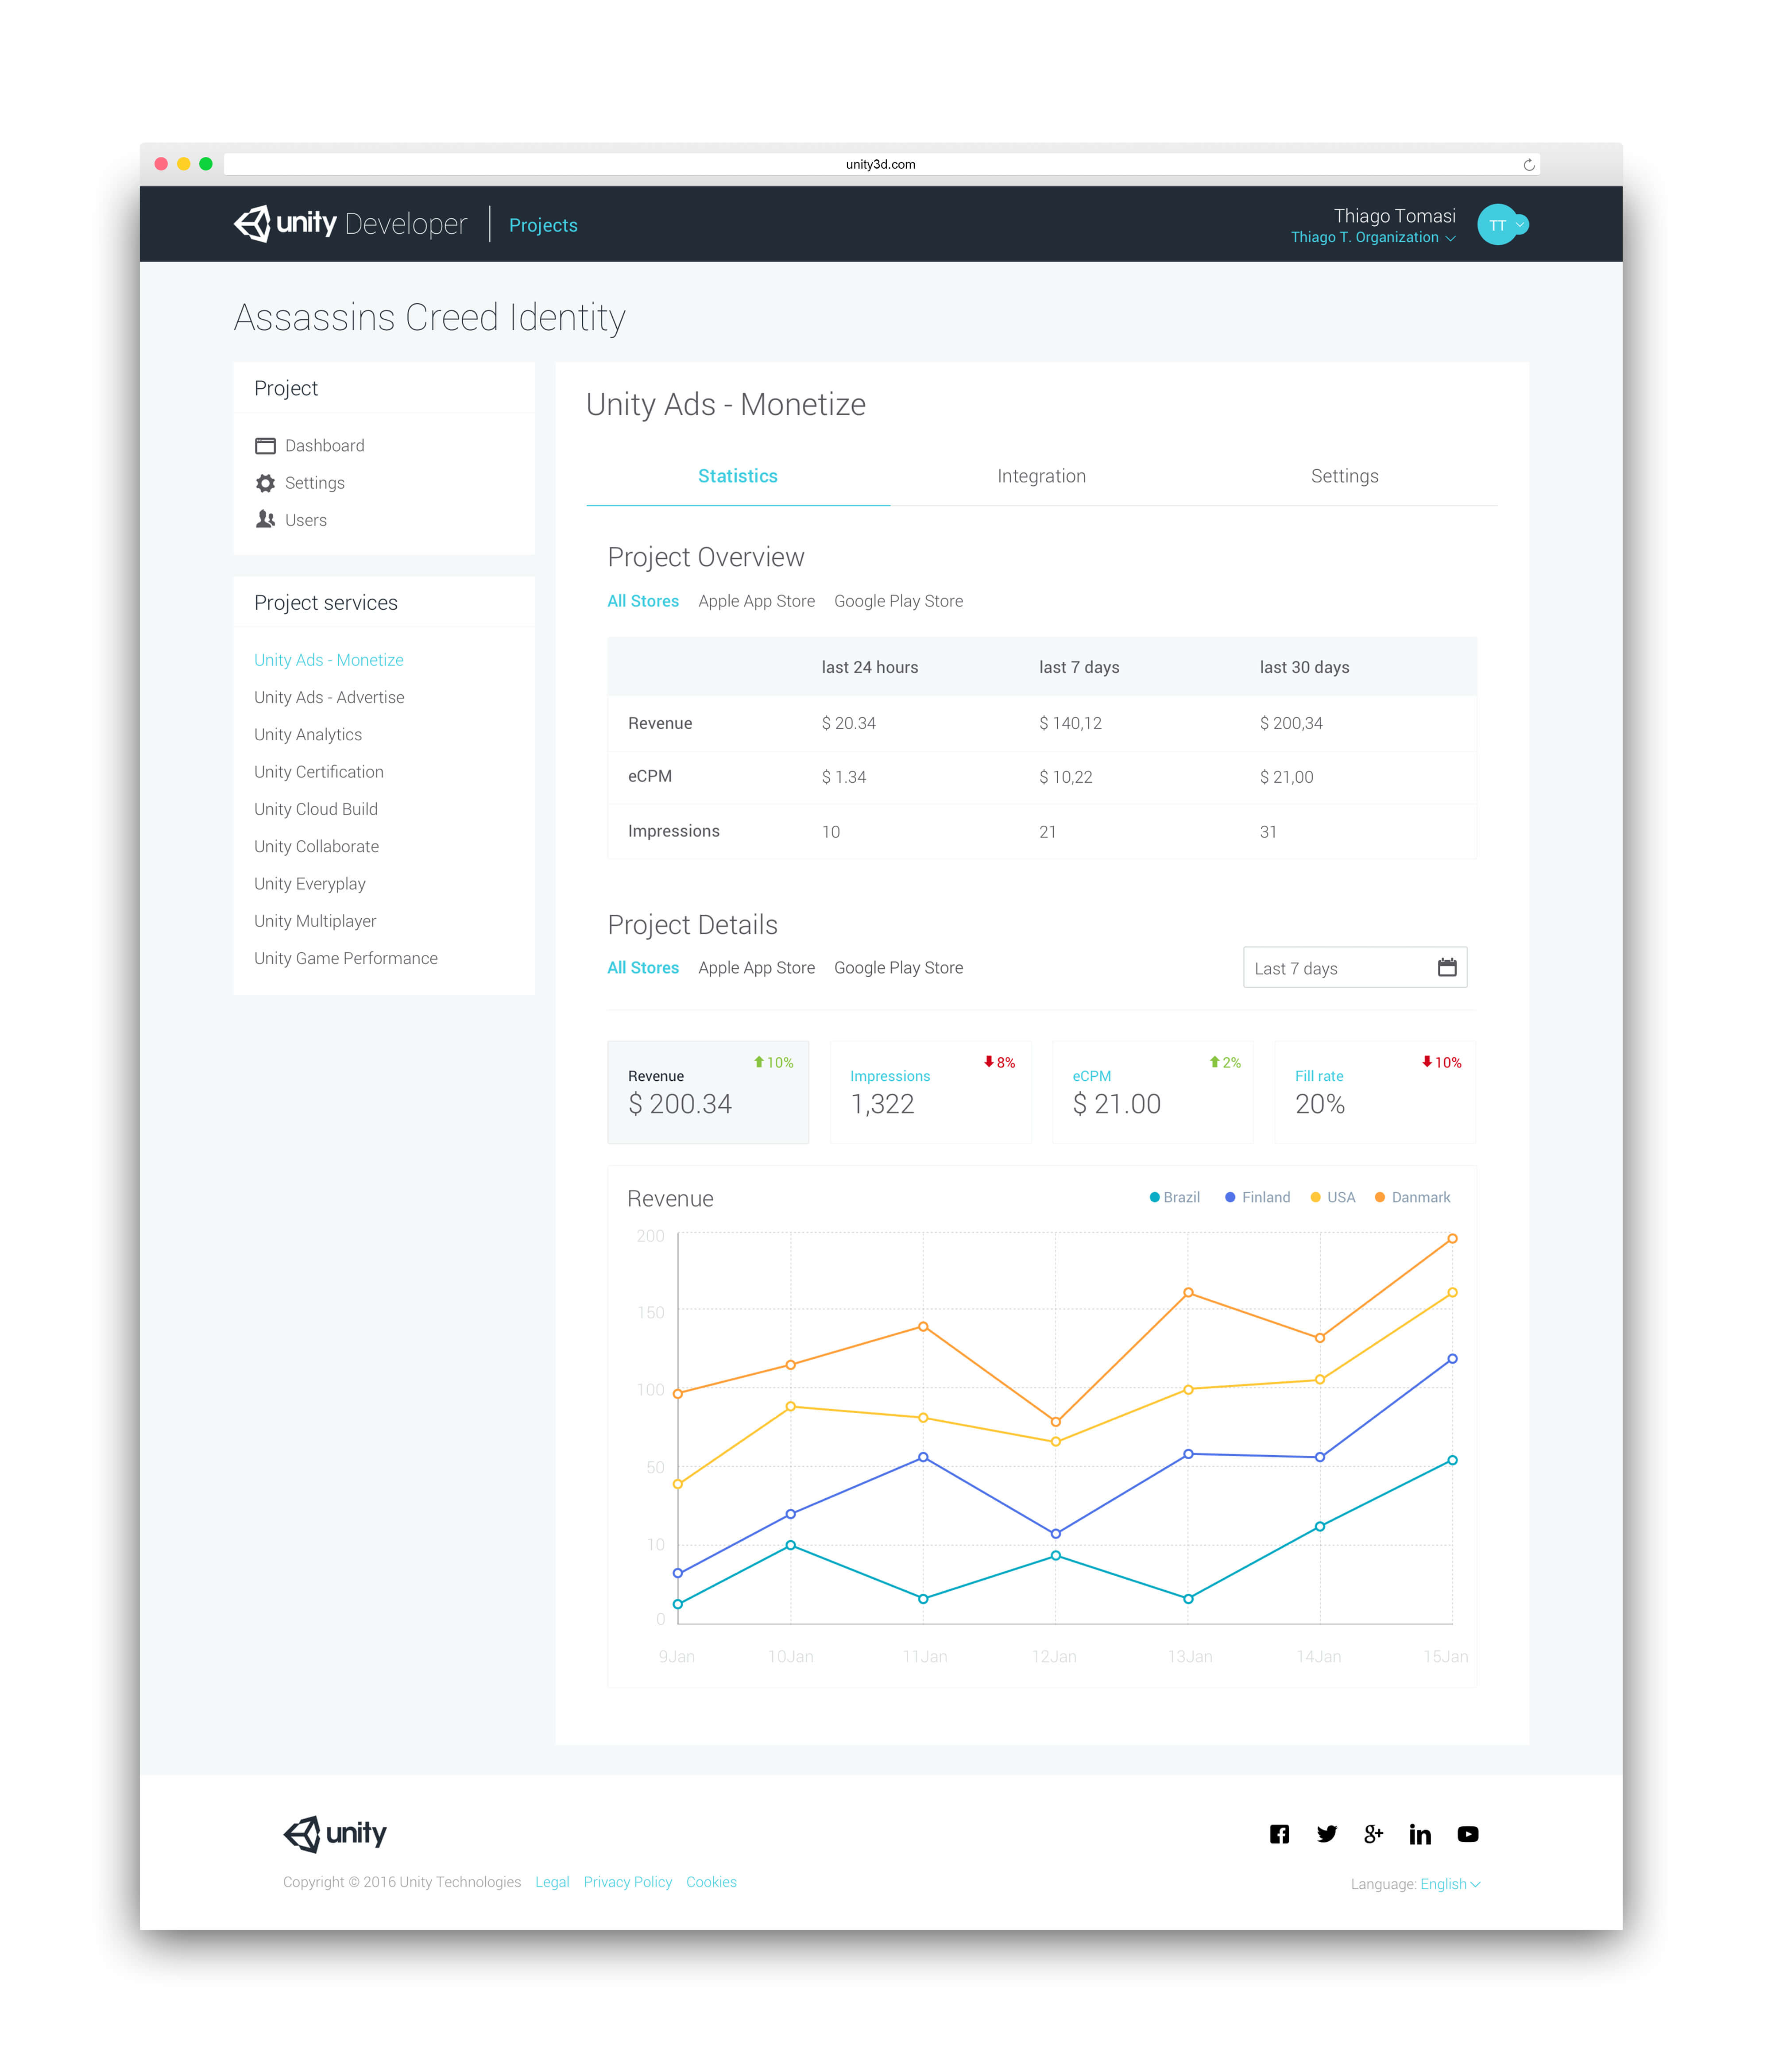 unity3d.com
unity Developer Projects
Thiago Tomasi
Thiago T. Organization
TT
Assassins Creed Identity
Project
Dashboard
Settings
Users
Project services
Unity Ads - Monetize
Unity Ads - Advertise
Unity Analytics
Unity Certification
Unity Cloud Build
Unity Collaborate
Unity Everyplay
Unity Multiplayer
Unity Game Performance
Unity Ads - Monetize
Statistics Integration Settings
Project Overview
All Stores Apple App Store Google Play Store
last 24 hours last 7 days last 30 days
Revenue $ 20.34 $ 140,12 $ 200,34
eCPM $ 1.34 $ 10,22 $ 21,00
Impressions 10 21 31
Project Details
All Stores Apple App Store Google Play Store Last 7 days
10% 8% 2% 10%
Revenue Impressions eCPM Fill rate
$ 200.34 1,322 $ 21.00 20%
Revenue Brazil Finland USA Danmark
200
150
100
50
10
0
9Jan 10Jan 11Jan 12Jan 13Jan 14Jan 15Jan
unity
g+ in
Copyright © 2016 Unity Technologies Legal Privacy Policy Cookies
Language: English